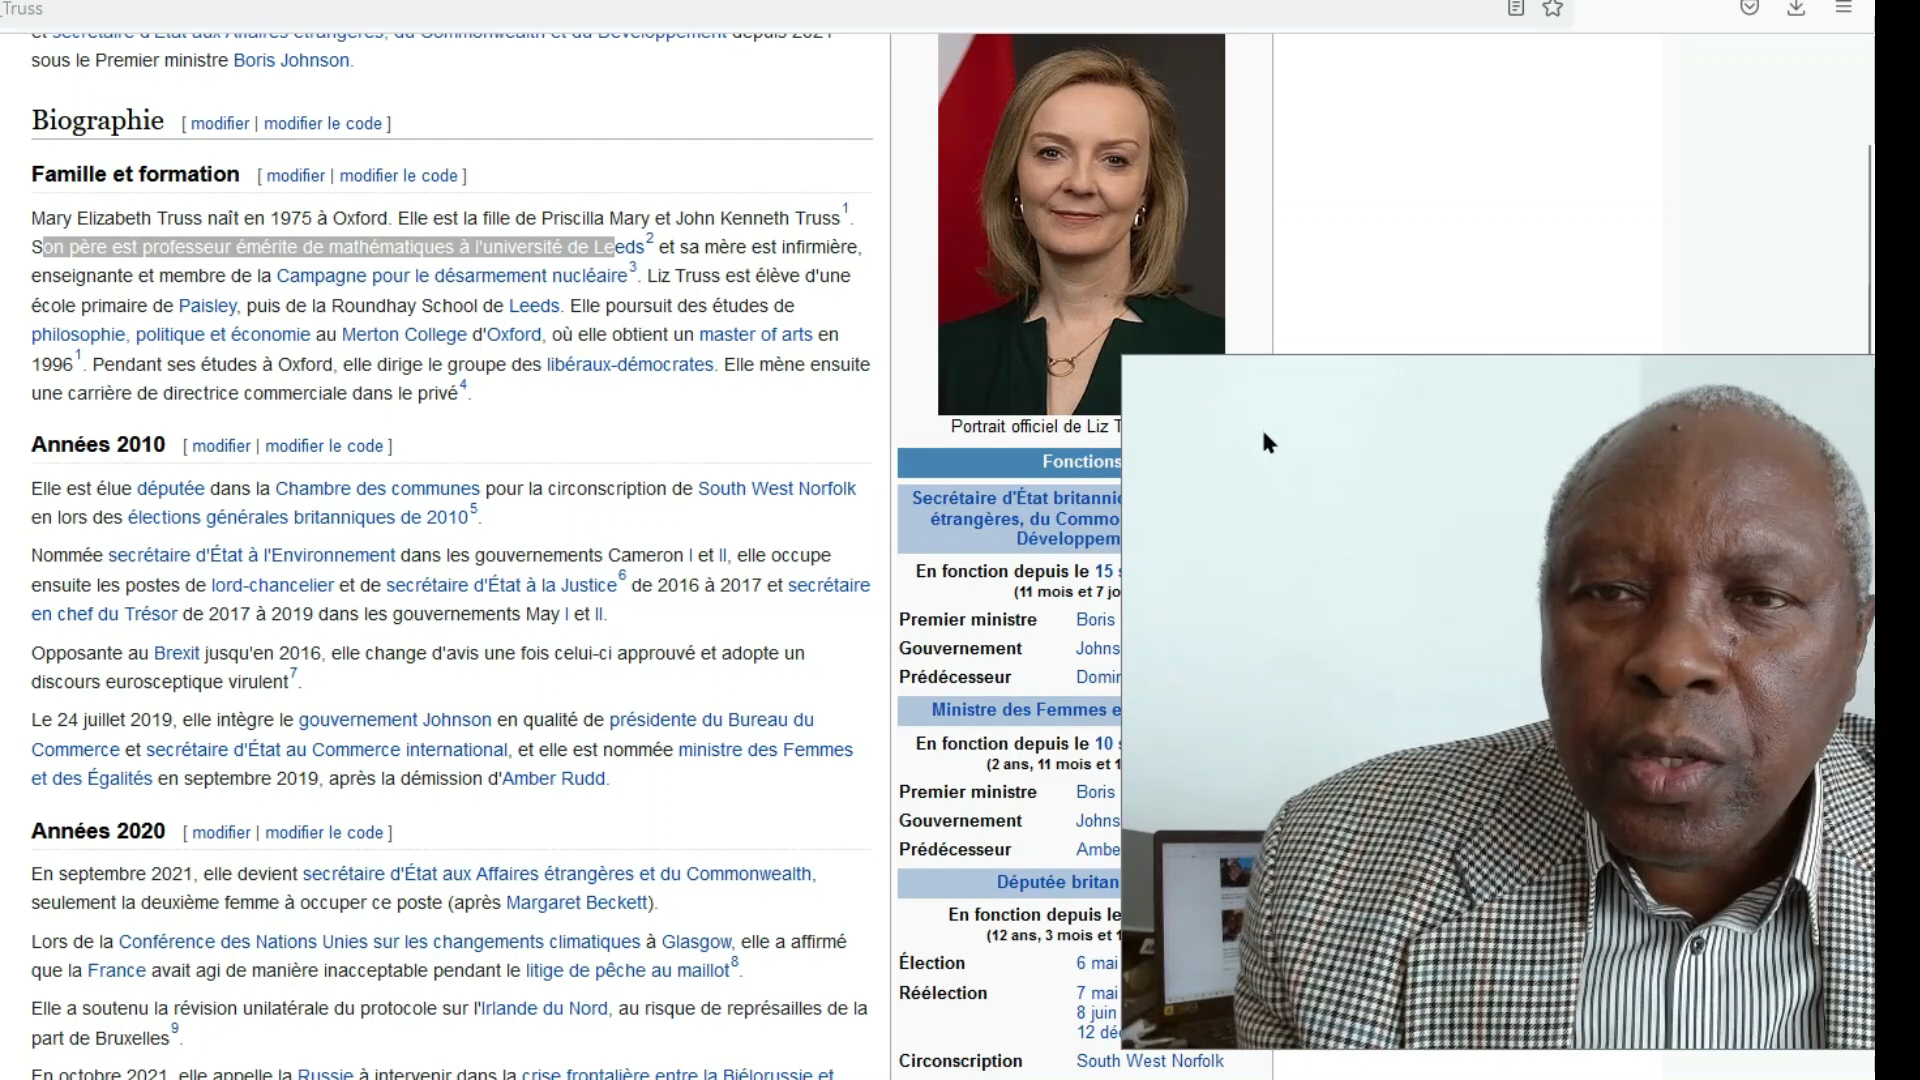 _Truss
et secrétaire d'État aux Affaires étrangères, du Commonwealth et du Développement depuis 2021
sous le Premier ministre Boris Johnson.
Biographie [ modifier | modifier le code ]
Famille et formation [ modifier | modifier le code ]
Mary Elizabeth Truss naît en 1975 à Oxford. Elle est la fille de Priscilla Mary et John Kenneth Truss1.
Son père est professeur émérite de mathématiques à l'université de Leeds2 et sa mère est infirmière,
enseignante et membre de la Campagne pour le désarmement nucléaire3. Liz Truss est élève d'une
école primaire de Paisley, puis de la Roundhay School de Leeds. Elle poursuit des études de
philosophie, politique et économie au Merton College d'Oxford, où elle obtient un master of arts en
19961. Pendant ses études à Oxford, elle dirige le groupe des libéraux-démocrates. Elle mène ensuite
une carrière de directrice commerciale dans le privé4.
Années 2010 [ modifier | modifier le code ]
Elle est élue députée dans la Chambre des communes pour la circonscription de South West Norfolk
en lors des élections générales britanniques de 20105.
Nommée secrétaire d'État à l'Environnement dans les gouvernements Cameron I et II, elle occupe
ensuite les postes de lord-chancelier et de secrétaire d'État à la Justice6 de 2016 à 2017 et secrétaire
en chef du Trésor de 2017 à 2019 dans les gouvernements May I et II.
Opposante au Brexit jusqu'en 2016, elle change d'avis une fois celui-ci approuvé et adopte un
discours eurosceptique virulent7.
Le 24 juillet 2019, elle intègre le gouvernement Johnson en qualité de présidente du Bureau du
Commerce et secrétaire d'État au Commerce international, et elle est nommée ministre des Femmes
et des Égalités en septembre 2019, après la démission d'Amber Rudd.
Années 2020 [ modifier | modifier le code ]
En septembre 2021, elle devient secrétaire d'État aux Affaires étrangères et du Commonwealth,
seulement la deuxième femme à occuper ce poste (après Margaret Beckett).
Lors de la Conférence des Nations Unies sur les changements climatiques à Glasgow, elle a affirmé
que la France avait agi de manière inacceptable pendant le litige de pêche au maillot8.
Elle a soutenu la révision unilatérale du protocole sur l'Irlande du Nord, au risque de représailles de la
part de Bruxelles9.
En octobre 2021, elle appelle la Russie à intervenir dans la crise frontalière entre la Biélorussie et
Portrait officiel de Liz T
Fonctions
Secrétaire d'État britannic
étrangères, du Commo
Développem
En fonction depuis le 15 s
(11 mois et 7 jo
Premier ministre Boris
Gouvernement Johns
Prédécesseur Domin
Ministre des Femmes e
En fonction depuis le 10 s
(2 ans, 11 mois et 1
Premier ministre Boris
Gouvernement Johns
Prédécesseur Ambe
Députée britan
En fonction depuis le
(12 ans, 3 mois et 1
Élection 6 mai
Réélection 7 mai
8 juin
12 déc
Circonscription South West Norfolk